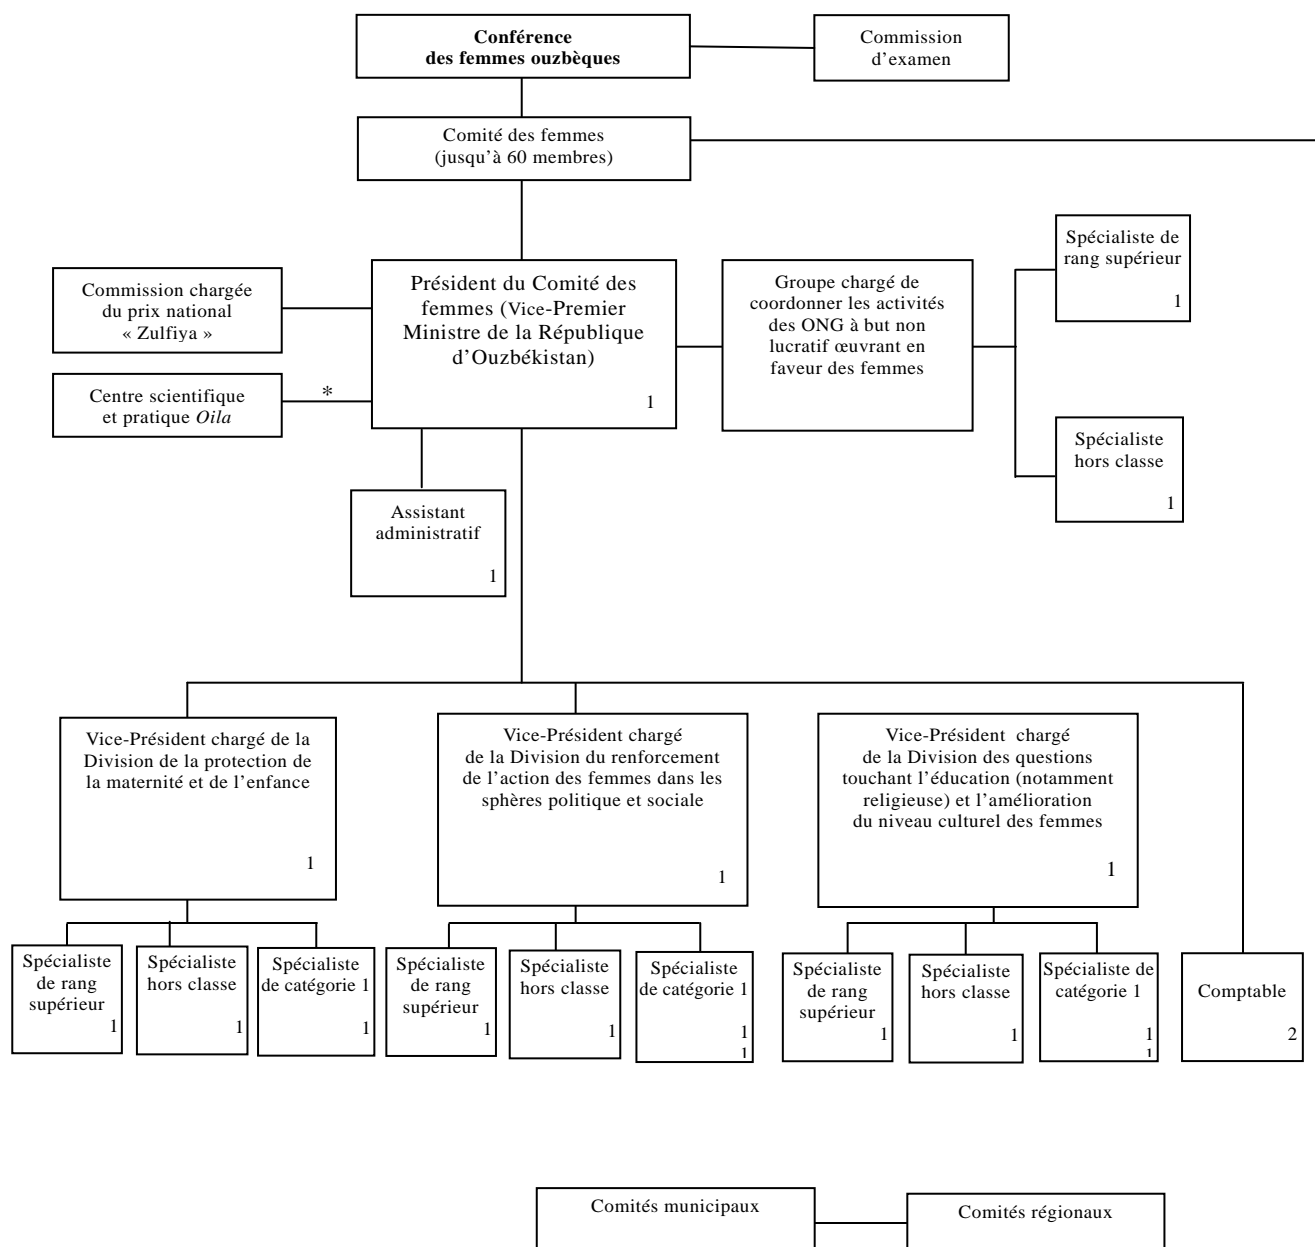 Conférence
des femmes ouzbèques
Commission
d'examen
Comité des femmes
(jusqu'à 60 membres)
Spécialiste de
rang supérieur
1
Commission chargée
du prix national
« Zulfiya »
Président du Comité des
femmes (Vice-Premier
Ministre de la République
d'Ouzbékistan)
1
Groupe chargé de
coordonner les activités
des ONG à but non
lucratif œuvrant en
faveur des femmes
Centre scientifique
et pratique Oila
*
Spécialiste
hors classe
1
Assistant
administratif
1
Vice-Président chargé de la
Division de la protection de
la maternité et de l'enfance
1
Vice-Président chargé
de la Division du renforcement
de l'action des femmes dans les
sphères politique et sociale
1
Vice-Président chargé
de la Division des questions
touchant l'éducation (notamment
religieuse) et l'amélioration
du niveau culturel des femmes
1
Spécialiste
de rang
supérieur
1
Spécialiste
hors classe
1
Spécialiste
de catégorie 1
1
Spécialiste
de rang
supérieur
1
Spécialiste
hors classe
1
Spécialiste
de catégorie 1
1
1
Spécialiste
de rang
supérieur
1
Spécialiste
hors classe
1
Spécialiste de
catégorie 1
1
1
Comptable
2
Comités municipaux
Comités régionaux